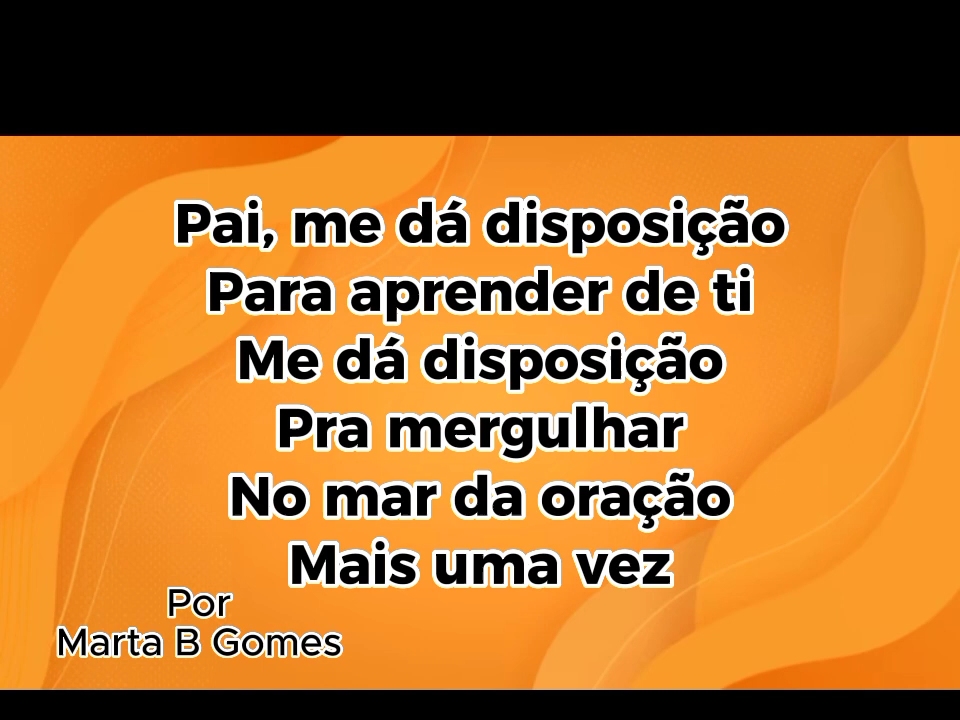 Pai, me dá disposição
Para aprender de ti
Me dá disposição
Pra mergulhar
No mar da oração
Mais uma vez
Por
Marta B Gomes